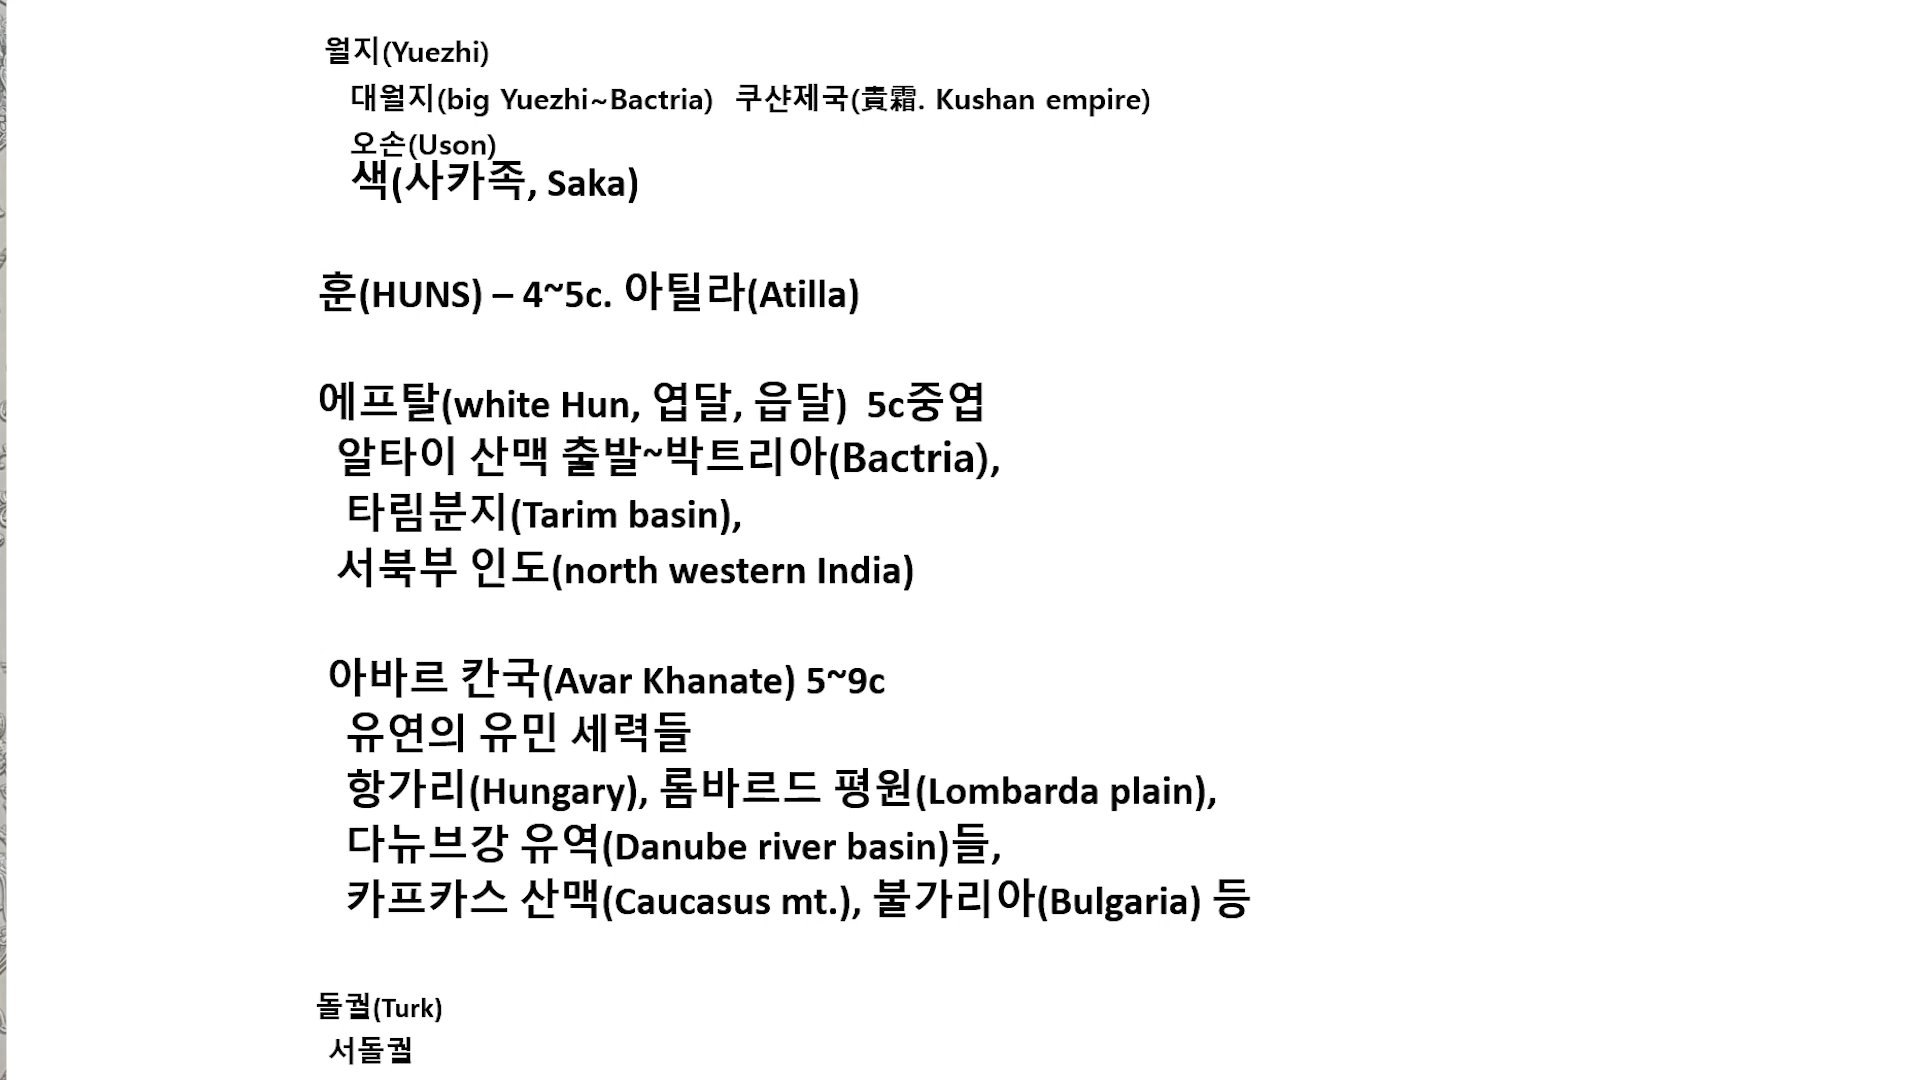 월지(Yuezhi)
대월지(big Yuezhi~Bactria) 쿠샨제국(貴霜. Kushan empire)
오손(Uson)
색(사카족, Saka)
훈(HUNS) – 4~5c. 아틸라(Atilla)
에프탈(white Hun, 엽달, 읍달) 5c중엽
알타이 산맥 출발~박트리아(Bactria),
타림분지(Tarim basin),
서북부 인도(north western India)
아바르 칸국(Avar Khanate) 5~9c
유연의 유민 세력들
항가리(Hungary), 롬바르드 평원(Lombarda plain),
다뉴브강 유역(Danube river basin)들,
카프카스 산맥(Caucasus mt.), 불가리아(Bulgaria) 등
돌궐(Turk)
서돌궐